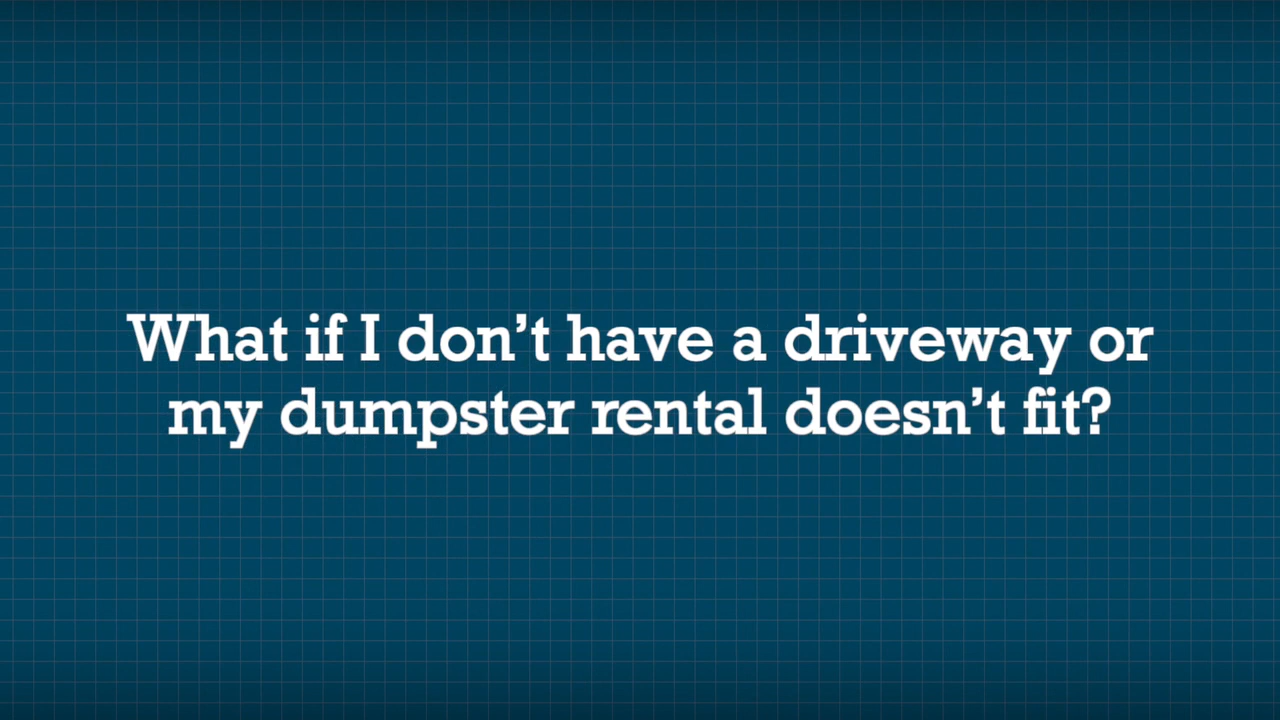 What if I don’t have a driveway or
my dumpster rental doesn’t fit?